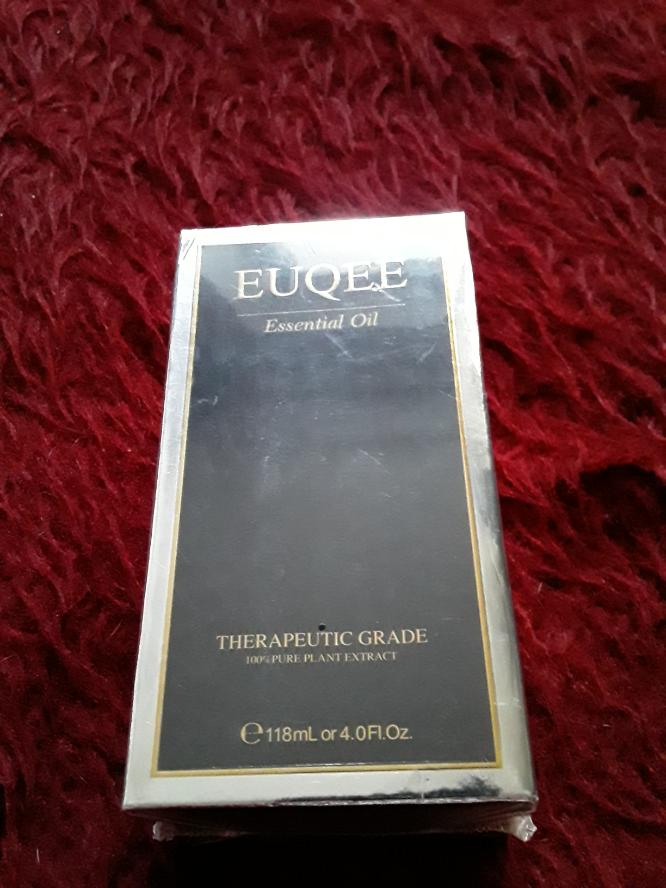 EUQEE
Essential Oil
THERAPEUTIC GRADE
100% PURE PLANT EXTRACT
℮118mL or 4.0Fl.Oz.